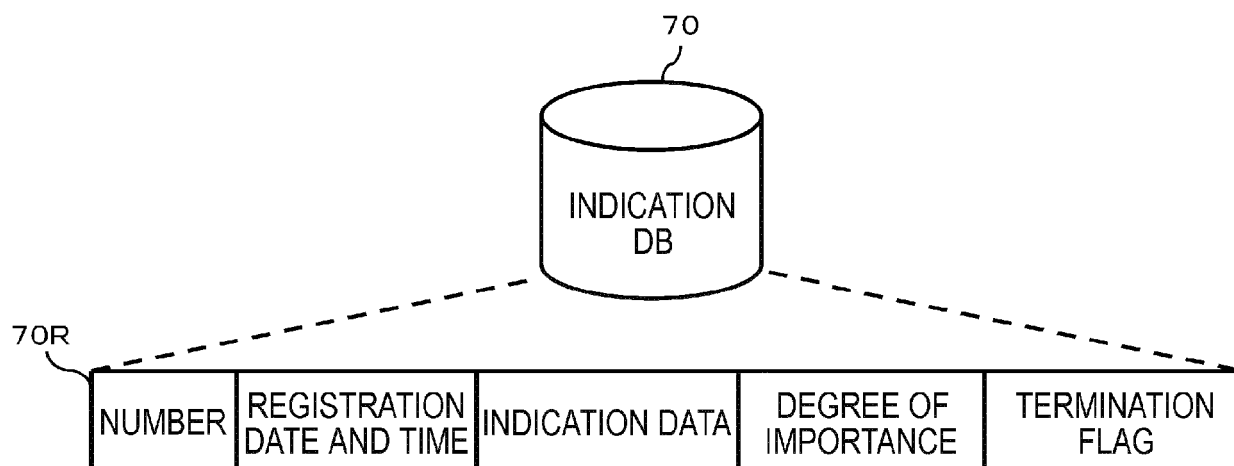 70
INDICATION
DB
70R
NUMBER
REGISTRATION
DATE AND TIME
INDICATION DATA
DEGREE OF
IMPORTANCE
TERMINATION
FLAG